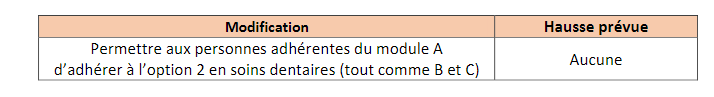 Modification
Hausse prévue
Permettre aux personnes adhérentes du module A
d’adhérer à l’option 2 en soins dentaires (tout comme B et C)
Aucune